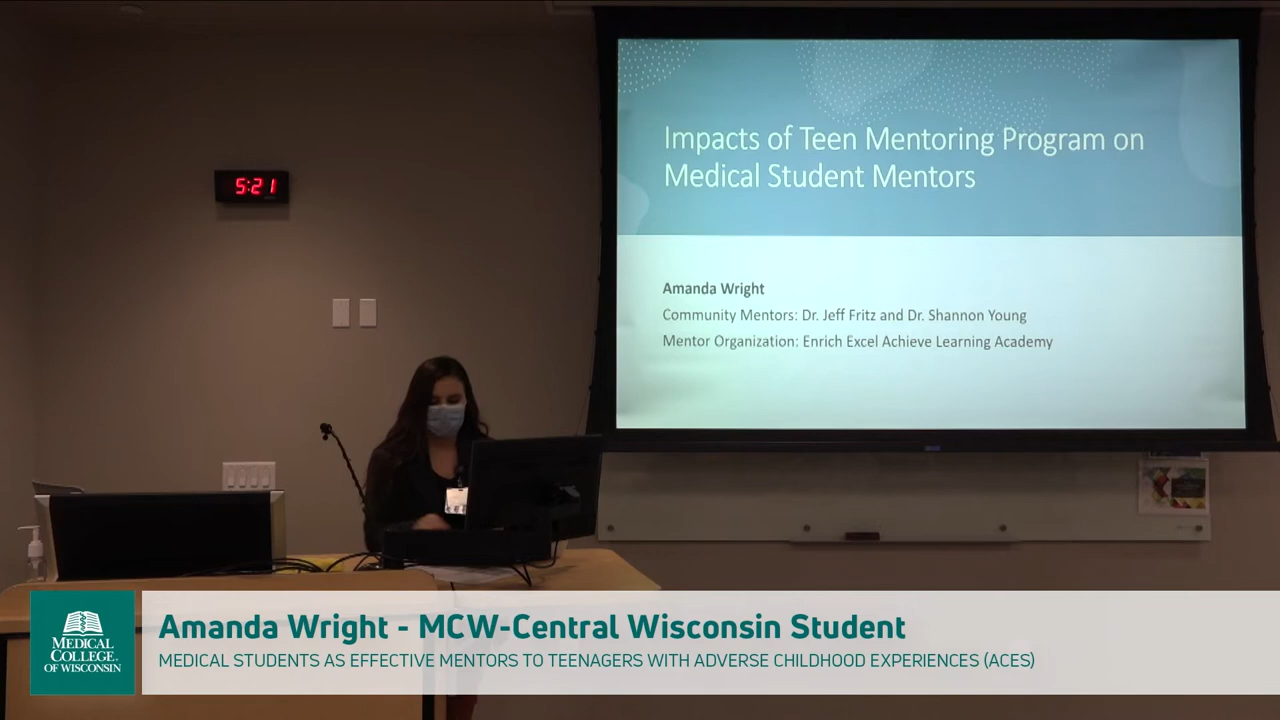 5:21
Impacts of Teen Mentoring Program on
Medical Student Mentors
Amanda Wright
Community Mentors: Dr. Jeff Fritz and Dr. Shannon Young
Mentor Organization: Enrich Excel Achieve Learning Academy
MEDICAL
COLLEGE
OF WISCONSIN
Amanda Wright - MCW-Central Wisconsin Student
MEDICAL STUDENTS AS EFFECTIVE MENTORS TO TEENAGERS WITH ADVERSE CHILDHOOD EXPERIENCES (ACES)